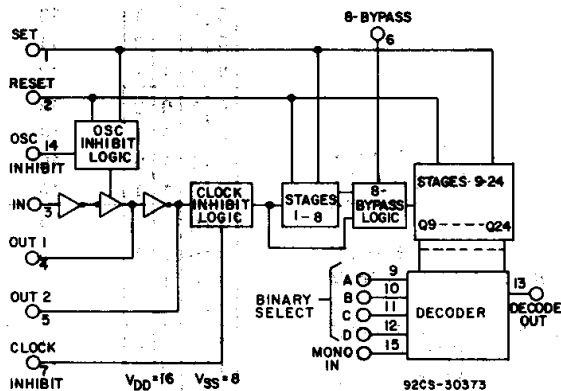 8-BYPASS
6
SET
1
RESET
2
OSC INHIBIT
14
OSC INHIBIT LOGIC
IN
3
CLOCK INHIBIT LOGIC
STAGES 1-8
8-BYPASS LOGIC
STAGES 9-24
Q9-----Q24
OUT 1
4
OUT 2
5
CLOCK INHIBIT
7
VDD=16 VSS=8
BINARY SELECT
A 9
B 10
C 11
D 12
MONO IN
15
DECODER
13
DECODE OUT
92CS-30373